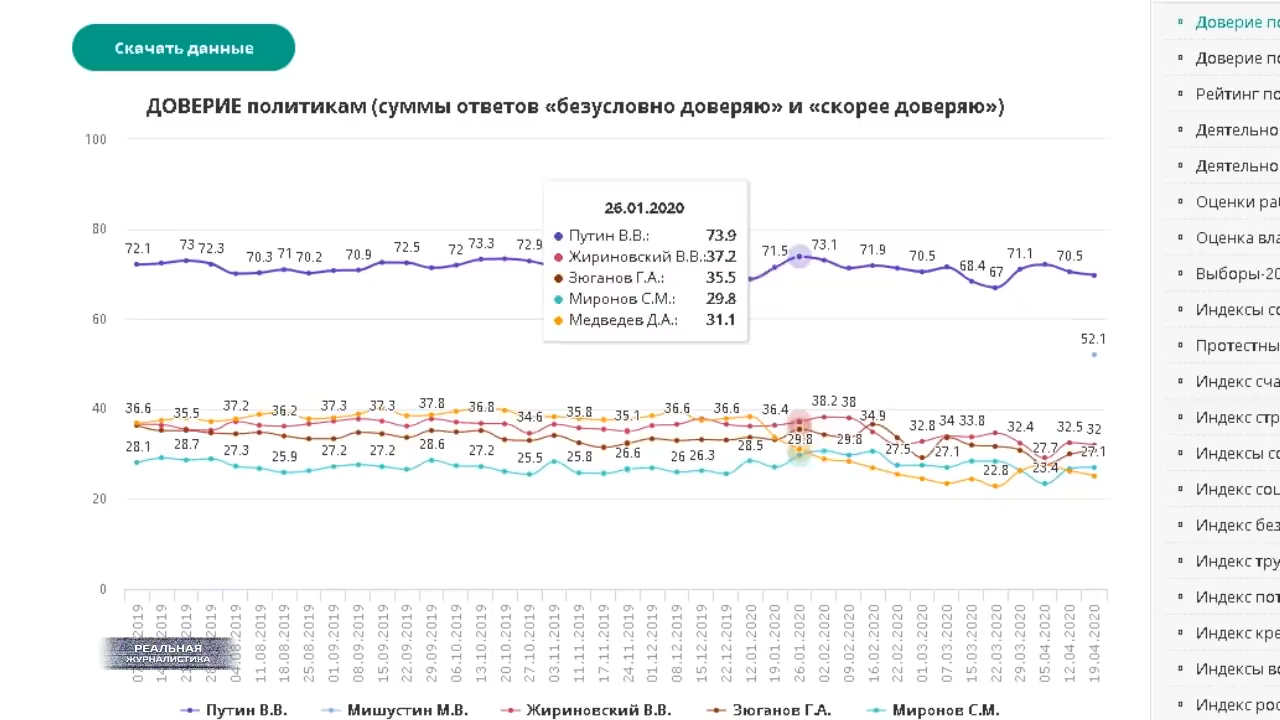 Скачать данные
ДОВЕРИЕ политикам (суммы ответов «безусловно доверяю» и «скорее доверяю»)
100
80
60
40
20
0
72.1 73 72.3 70.3 71 70.2 70.9 72.5 72 73.3 72.9 71.5 73.1 71.9 70.5 68.4 67 71.1 70.5
26.01.2020
Путин В.В.: 73.9
Жириновский В.В.: 37.2
Зюганов Г.А.: 35.5
Миронов С.М.: 29.8
Медведев Д.А.: 31.1
52.1
36.6 35.5 37.2 36.2 37.3 37.3 37.8 36.8 34.6 35.8 35.1 36.6 36.6 36.4 38.2 38 34.9 32.8 34 33.8 32.4 32.5 32
28.1 28.7 27.3 25.9 27.2 27.2 28.6 27.2 25.5 25.8 26.6 26 26.3 28.5 29.8 29.8 27.5 27.1 22.8 27.7 23.4 27.1
11.08.2019 18.08.2019 25.08.2019 01.09.2019 08.09.2019 15.09.2019 22.09.2019 29.09.2019 06.10.2019 13.10.2019 20.10.2019 27.10.2019 03.11.2019 10.11.2019 17.11.2019 24.11.2019 01.12.2019 08.12.2019 15.12.2019 22.12.2019 12.01.2020 19.01.2020 26.01.2020 02.02.2020 09.02.2020 16.02.2020 22.02.2020 01.03.2020 07.03.2020 15.03.2020 22.03.2020 29.03.2020 05.04.2020 12.04.2020 19.04.2020
РЕАЛЬНАЯ
ЖУРНАЛИСТИКА
Путин В.В. Мишустин М.В. Жириновский В.В. Зюганов Г.А. Миронов С.М.
Доверие по
Доверие по
Рейтинг по
Деятельно
Деятельно
Оценки ра
Оценка вла
Выборы-20
Индексы со
Протестны
Индекс сча
Индекс стр
Индексы со
Индекс соц
Индекс без
Индекс тру
Индекс пот
Индекс кре
Индексы во
Индекс рос